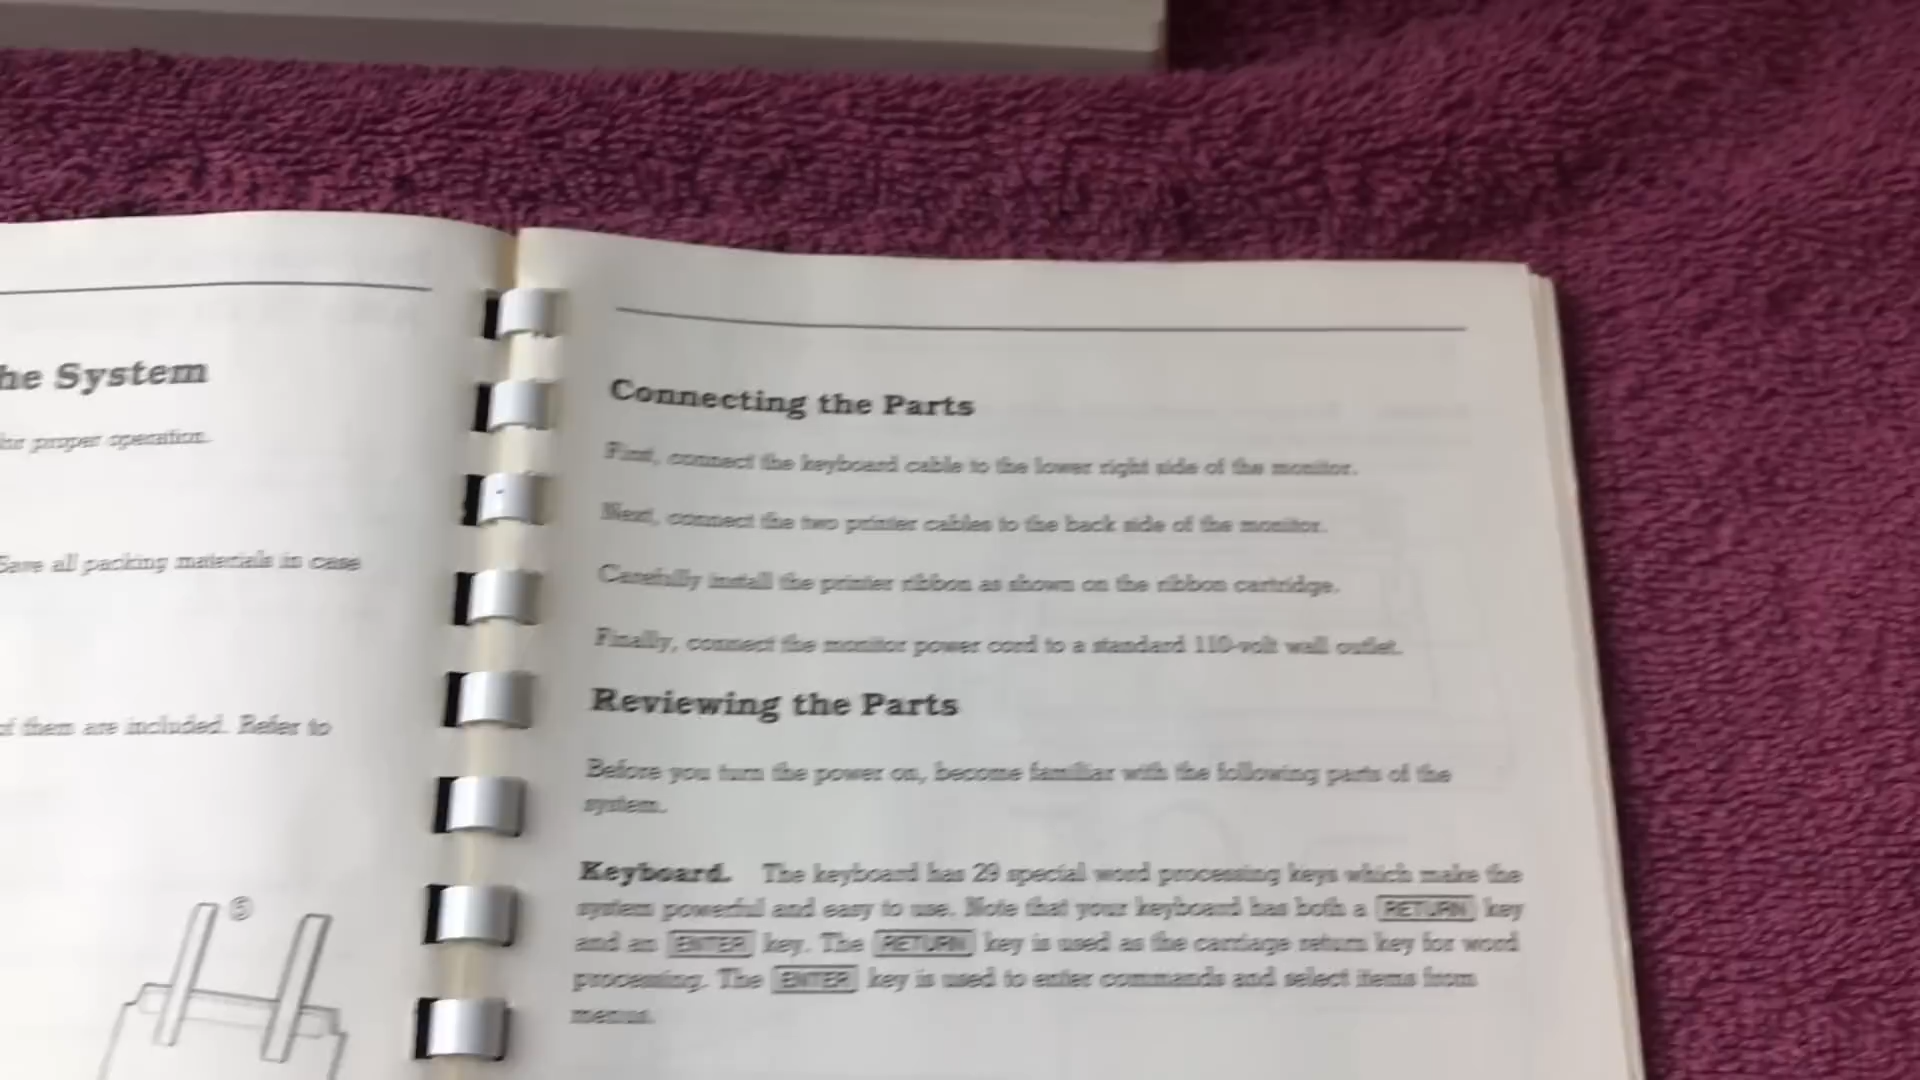 he System
for proper operation.
Save all packing materials in case
of them are included. Refer to
5
Connecting the Parts
First, connect the keyboard cable to the lower right side of the monitor.
Next, connect the two printer cables to the back side of the monitor.
Carefully install the printer ribbon as shown on the ribbon cartridge.
Finally, connect the monitor power cord to a standard 110-volt wall outlet.
Reviewing the Parts
Before you turn the power on, become familiar with the following parts of the
system.
Keyboard. The keyboard has 29 special word processing keys which make the
system powerful and easy to use. Note that your keyboard has both a RETURN key
and an ENTER key. The RETURN key is used as the carriage return key for word
processing. The ENTER key is used to enter commands and select items from
menus.